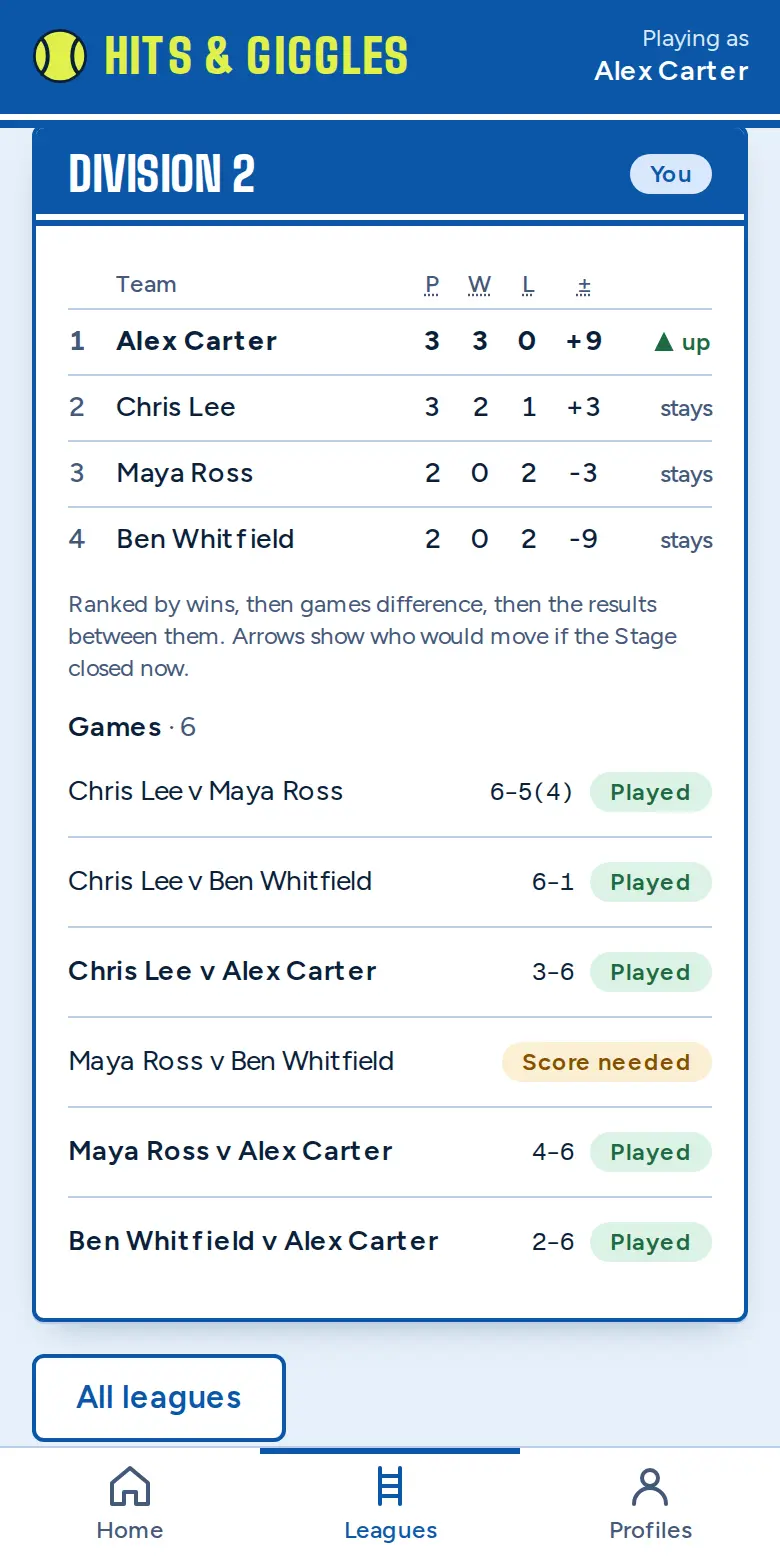 HITS & GIGGLES
Playing as
Alex Carter
DIVISION 2
You
Team P W L ±
1 Alex Carter 3 3 0 +9 ▲ up
2 Chris Lee 3 2 1 +3 stays
3 Maya Ross 2 0 2 -3 stays
4 Ben Whitfield 2 0 2 -9 stays
Ranked by wins, then games difference, then the results
between them. Arrows show who would move if the Stage
closed now.
Games · 6
Chris Lee v Maya Ross 6–5(4) Played
Chris Lee v Ben Whitfield 6–1 Played
Chris Lee v Alex Carter 3–6 Played
Maya Ross v Ben Whitfield Score needed
Maya Ross v Alex Carter 4–6 Played
Ben Whitfield v Alex Carter 2–6 Played
All leagues
Home Leagues Profiles